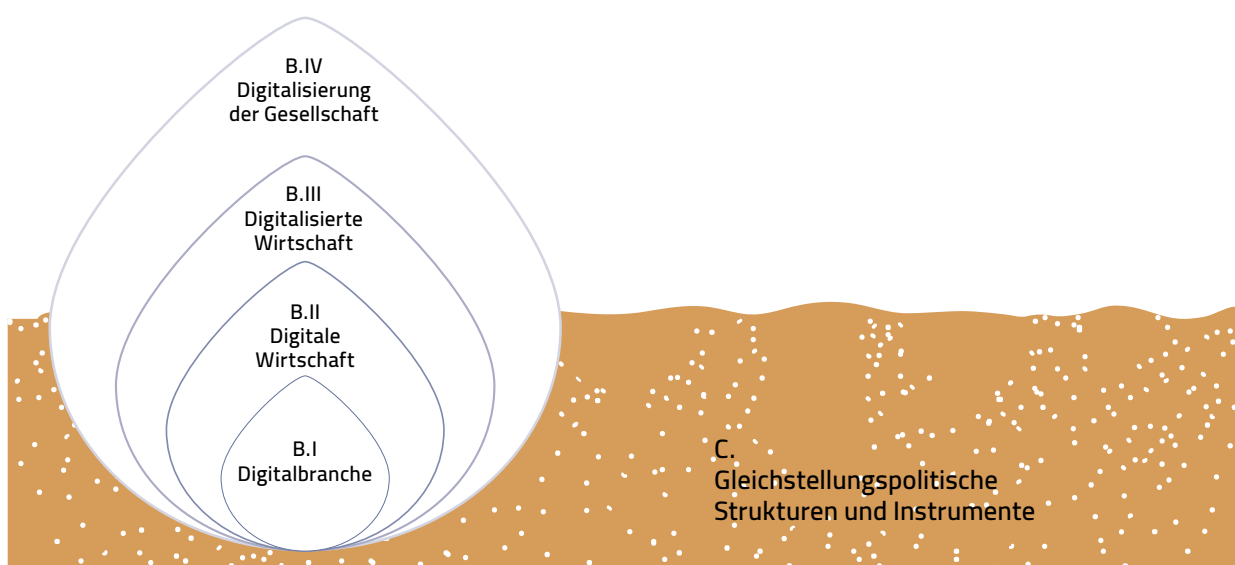 B.IV
Digitalisierung
der Gesellschaft
B.III
Digitalisierte
Wirtschaft
B.II
Digitale
Wirtschaft
B.I
Digitalbranche
C.
Gleichstellungspolitische
Strukturen und Instrumente